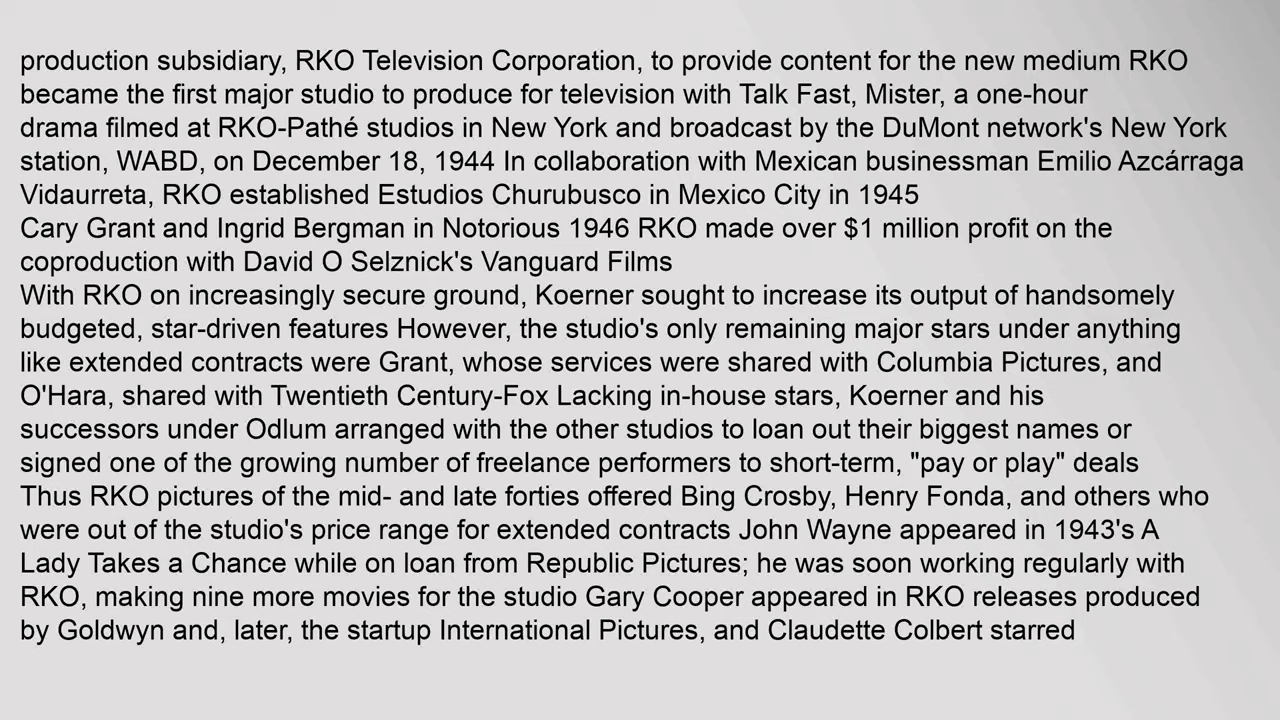 production subsidiary, RKO Television Corporation, to provide content for the new medium RKO
became the first major studio to produce for television with Talk Fast, Mister, a one-hour
drama filmed at RKO-Pathé studios in New York and broadcast by the DuMont network's New York
station, WABD, on December 18, 1944 In collaboration with Mexican businessman Emilio Azcárraga
Vidaurreta, RKO established Estudios Churubusco in Mexico City in 1945
Cary Grant and Ingrid Bergman in Notorious 1946 RKO made over $1 million profit on the
coproduction with David O Selznick's Vanguard Films
With RKO on increasingly secure ground, Koerner sought to increase its output of handsomely
budgeted, star-driven features However, the studio's only remaining major stars under anything
like extended contracts were Grant, whose services were shared with Columbia Pictures, and
O'Hara, shared with Twentieth Century-Fox Lacking in-house stars, Koerner and his
successors under Odlum arranged with the other studios to loan out their biggest names or
signed one of the growing number of freelance performers to short-term, "pay or play" deals
Thus RKO pictures of the mid- and late forties offered Bing Crosby, Henry Fonda, and others who
were out of the studio's price range for extended contracts John Wayne appeared in 1943's A
Lady Takes a Chance while on loan from Republic Pictures; he was soon working regularly with
RKO, making nine more movies for the studio Gary Cooper appeared in RKO releases produced
by Goldwyn and, later, the startup International Pictures, and Claudette Colbert starred